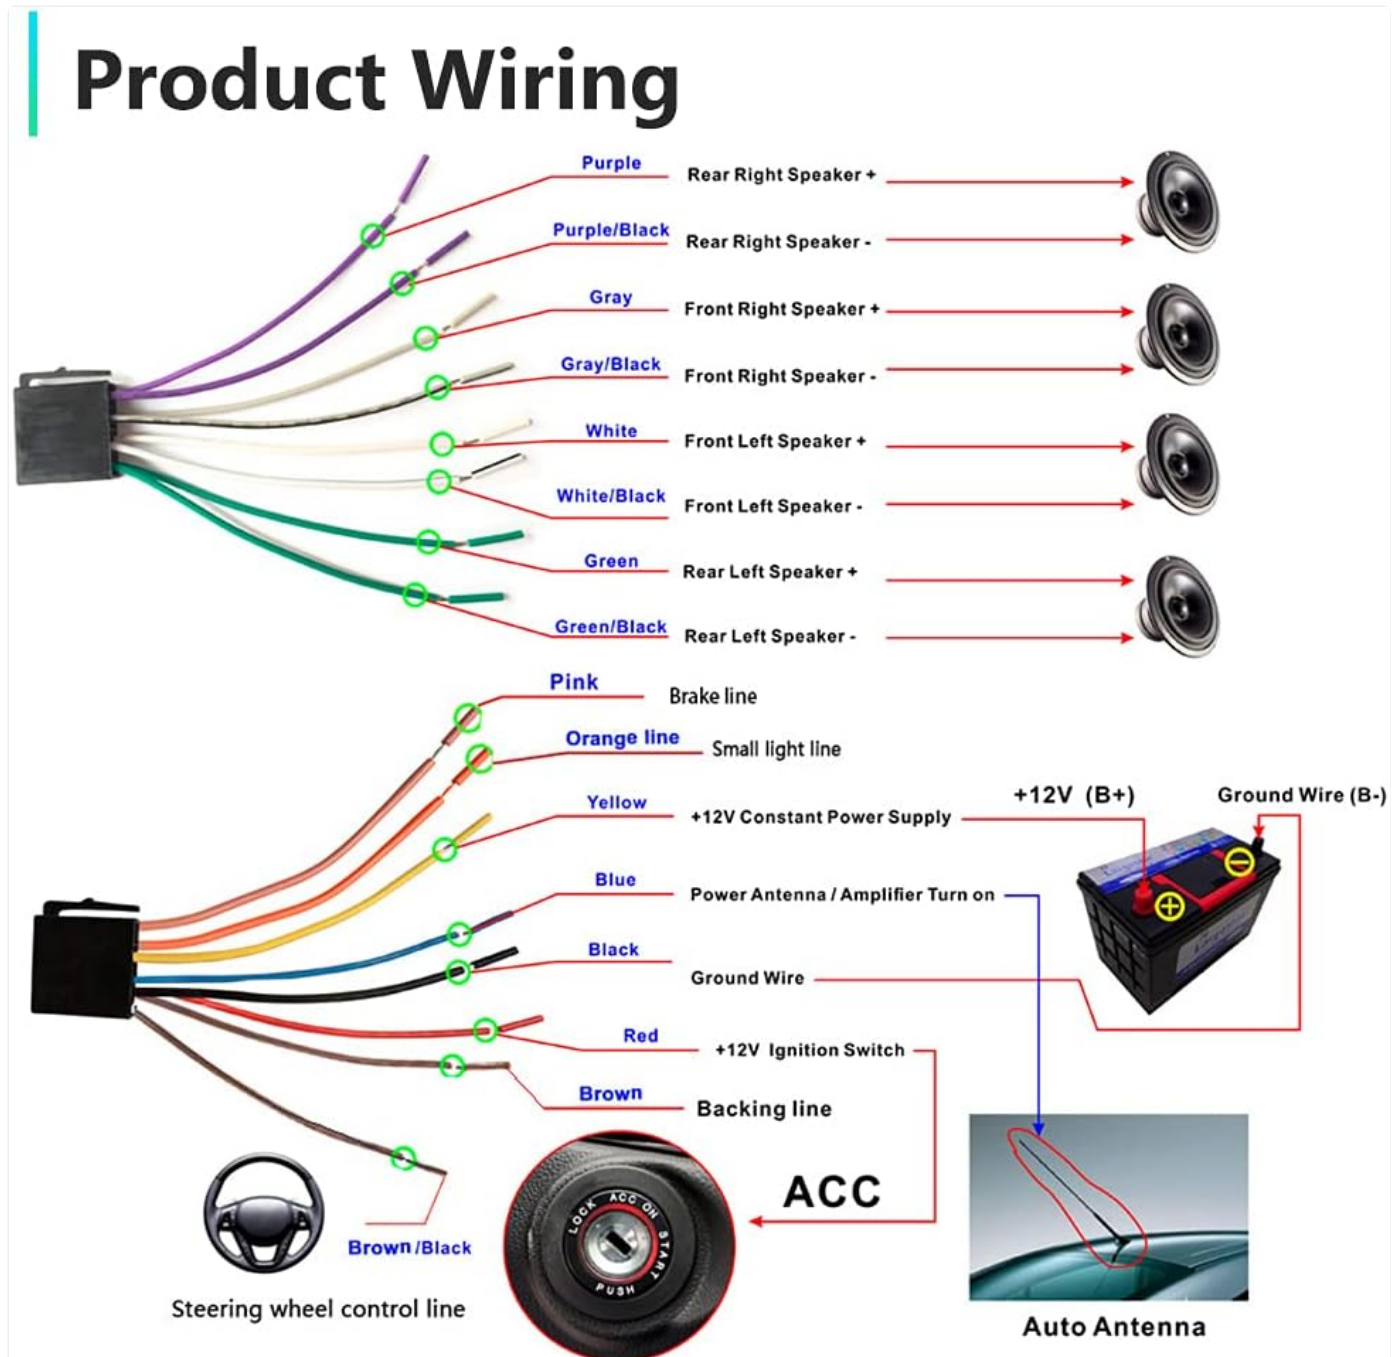 Product Wiring
Purple
Rear Right Speaker +
Purple/Black
Rear Right Speaker -
Gray
Front Right Speaker +
Gray/Black
Front Right Speaker -
White
Front Left Speaker +
White/Black
Front Left Speaker -
Green
Rear Left Speaker +
Green/Black
Rear Left Speaker -
Pink
Brake line
Orange line
Small light line
Yellow
+12V Constant Power Supply
+12V (B+)
Ground Wire (B-)
Blue
Power Antenna / Amplifier Turn on
Black
Ground Wire
Red
+12V Ignition Switch
Brown
Backing line
ACC
LOCK ACC ON START
PUSH
Brown/Black
Steering wheel control line
Auto Antenna